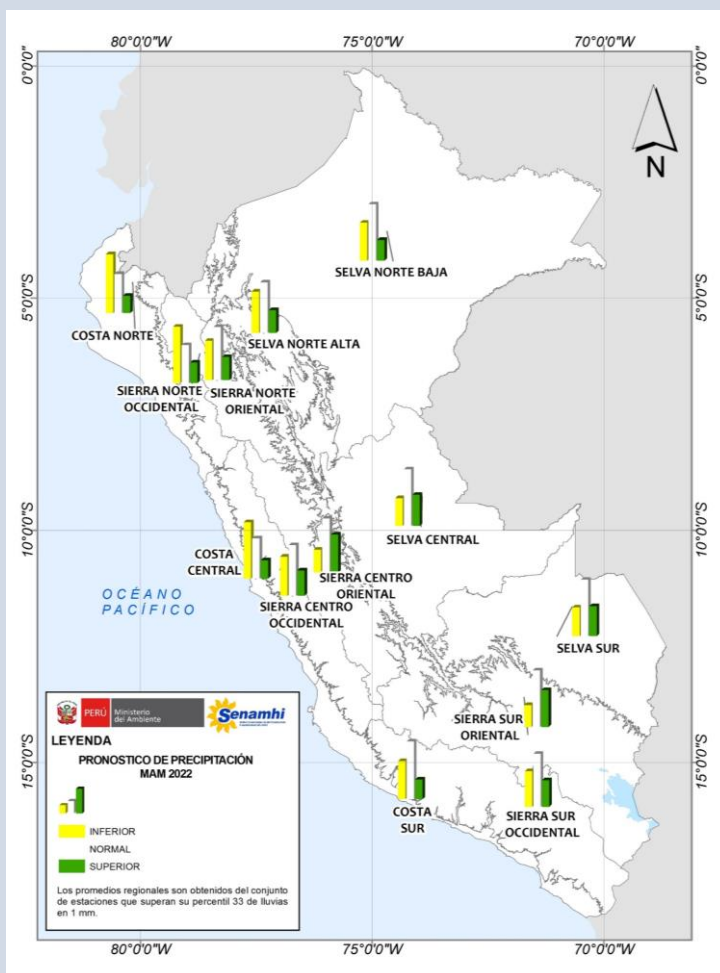 80°0'0"W 75°0'0"W 70°0'0"W
0°0'0"
0°0'0"
N
SELVA NORTE BAJA
5°0'0"S
5°0'0"S
COSTA NORTE
SELVA NORTE ALTA
SIERRA NORTE
OCCIDENTAL
SIERRA NORTE
ORIENTAL
10°0'0"S
10°0'0"S
SELVA CENTRAL
COSTA
CENTRAL
SIERRA CENTRO
ORIENTAL
SIERRA CENTRO
OCCIDENTAL
OCÉANO
PACÍFICO
SELVA SUR
SIERRA SUR
ORIENTAL
15°0'0"S
15°0'0"S
COSTA
SUR
SIERRA SUR
OCCIDENTAL
PERÚ Ministerio
del Ambiente
Senamhi
LEYENDA
PRONOSTICO DE PRECIPITACIÓN
MAM 2022
INFERIOR
NORMAL
SUPERIOR
Los promedios regionales son obtenidos del conjunto
de estaciones que superan su percentil 33 de lluvias
en 1 mm.
80°0'0"W 75°0'0"W 70°0'0"W